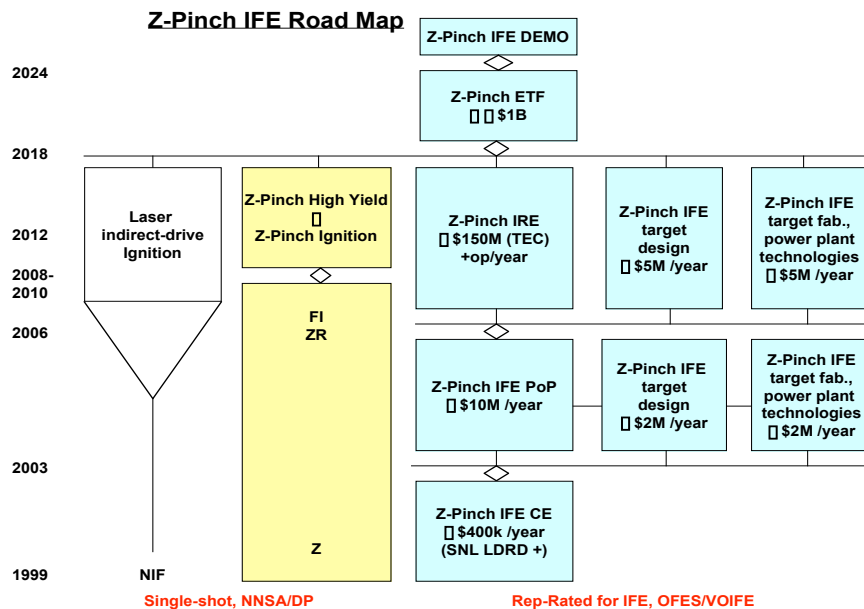 Z-Pinch IFE Road Map
Z-Pinch IFE DEMO
2024
Z-Pinch ETF
▯ ▯ $1B
2018
Laser
indirect-drive
Ignition
Z-Pinch High Yield
▯
Z-Pinch Ignition
Z-Pinch IRE
▯ $150M (TEC)
+op/year
Z-Pinch IFE
target
design
▯ $5M /year
Z-Pinch IFE
target fab.,
power plant
technologies
▯ $5M /year
2012
2008-
2010
FI
ZR
2006
Z-Pinch IFE PoP
▯ $10M /year
Z-Pinch IFE
target
design
▯ $2M /year
Z-Pinch IFE
target fab.,
power plant
technologies
▯ $2M /year
2003
Z-Pinch IFE CE
▯ $400k /year
(SNL LDRD +)
Z
1999
NIF
Single-shot, NNSA/DP
Rep-Rated for IFE, OFES/VOIFE